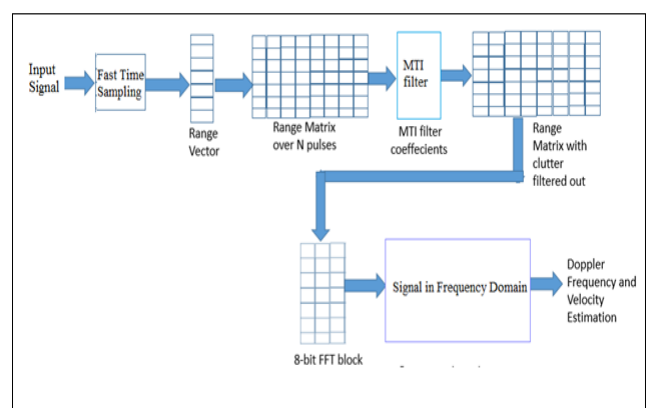 Input
Signal
Fast Time
Sampling
Range
Vector
Range Matrix
over N pulses
MTI
filter
MTI filter
coeffecients
Range
Matrix with
clutter
filtered out
8-bit FFT block
Signal in Frequency Domain
Doppler
Frequency and
Velocity
Estimation